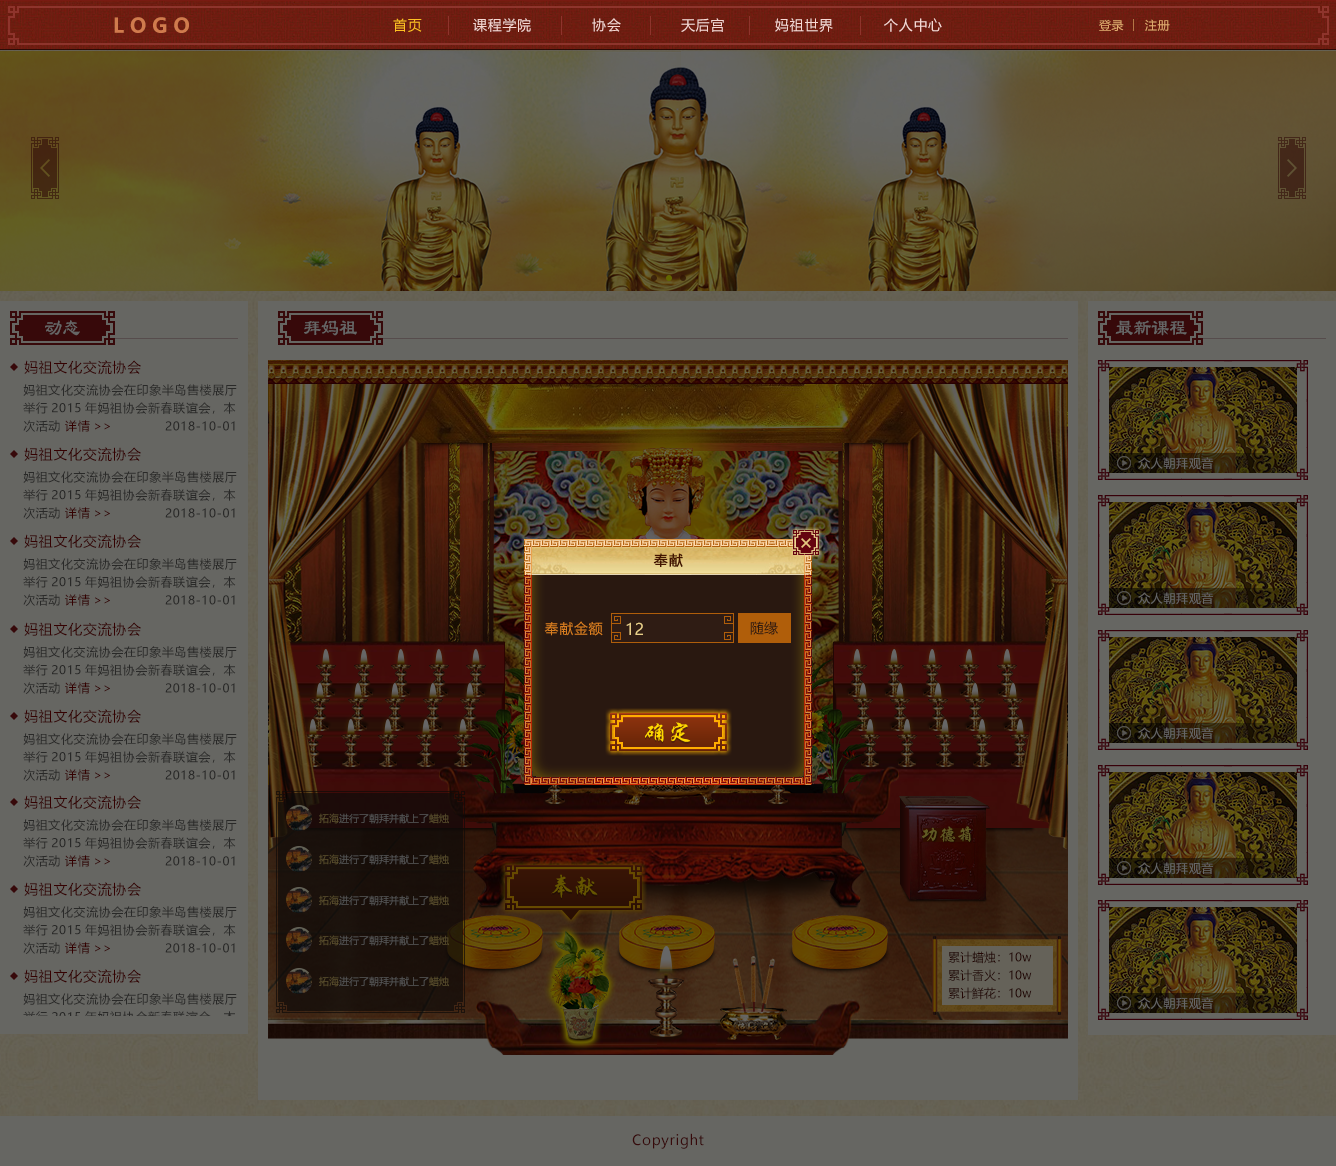 LOGO
首页
课程学院
协会
天后宫
妈祖世界
个人中心
登录 | 注册
动态
妈祖文化交流协会
妈祖文化交流协会在印象半岛售楼展厅
举行 2015 年妈祖协会新春联谊会，本
次活动 详情 >> 2018-10-01
妈祖文化交流协会
妈祖文化交流协会在印象半岛售楼展厅
举行 2015 年妈祖协会新春联谊会，本
次活动 详情 >> 2018-10-01
妈祖文化交流协会
妈祖文化交流协会在印象半岛售楼展厅
举行 2015 年妈祖协会新春联谊会，本
次活动 详情 >> 2018-10-01
妈祖文化交流协会
妈祖文化交流协会在印象半岛售楼展厅
举行 2015 年妈祖协会新春联谊会，本
次活动 详情 >> 2018-10-01
妈祖文化交流协会
妈祖文化交流协会在印象半岛售楼展厅
举行 2015 年妈祖协会新春联谊会，本
次活动 详情 >> 2018-10-01
妈祖文化交流协会
妈祖文化交流协会在印象半岛售楼展厅
举行 2015 年妈祖协会新春联谊会，本
次活动 详情 >> 2018-10-01
妈祖文化交流协会
妈祖文化交流协会在印象半岛售楼展厅
举行 2015 年妈祖协会新春联谊会，本
次活动 详情 >> 2018-10-01
妈祖文化交流协会
妈祖文化交流协会在印象半岛售楼展厅
举行 2015 年妈祖协会新春联谊会，本
拜妈祖
奉献
奉献金额
12
随缘
确定
功德箱
拓海进行了朝拜并献上了蜡烛
拓海进行了朝拜并献上了蜡烛
拓海进行了朝拜并献上了蜡烛
拓海进行了朝拜并献上了蜡烛
拓海进行了朝拜并献上了蜡烛
奉献
累计蜡烛：10w
累计香火：10w
累计鲜花：10w
最新课程
众人朝拜观音
众人朝拜观音
众人朝拜观音
众人朝拜观音
众人朝拜观音
Copyright